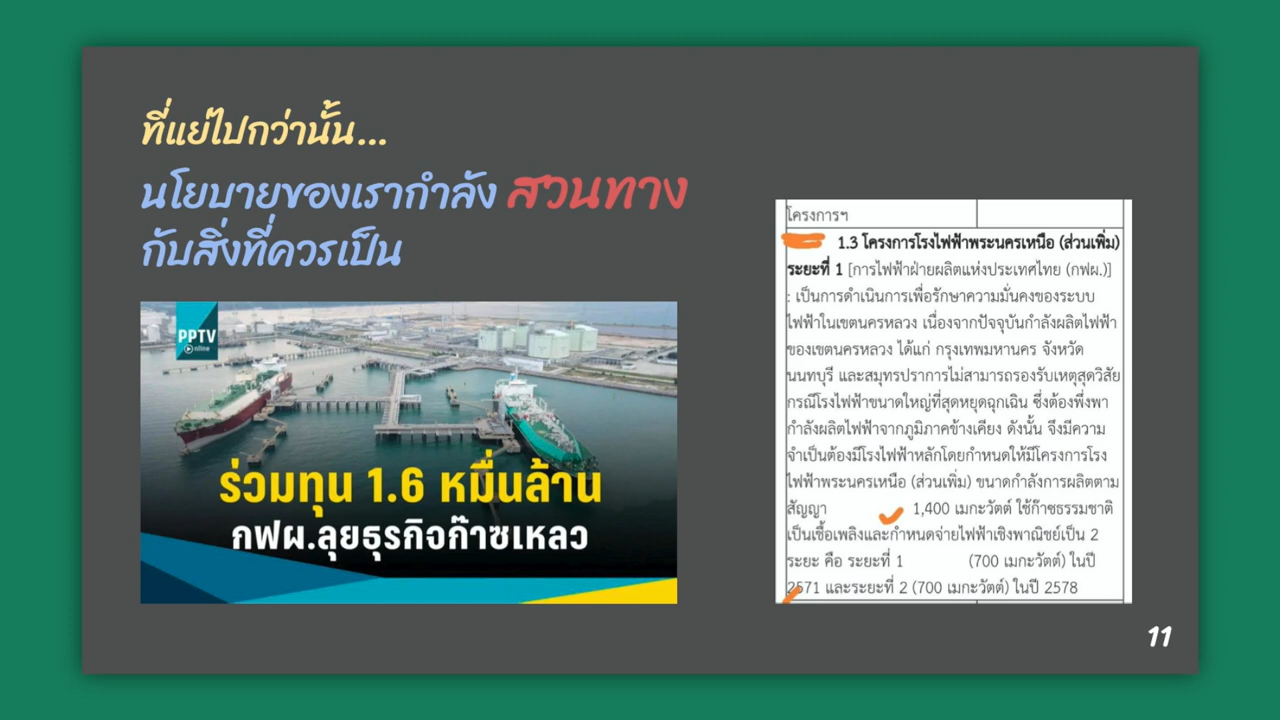 ที่แย่ไปกว่านั้น...
นโยบายของเรากำลัง สวนทาง
กับสิ่งที่ควรเป็น
PPTV
Online
ร่วมทุน 1.6 หมื่นล้าน
กฟผ.ลุยธุรกิจก๊าซเหลว
โครงการฯ
1.3 โครงการโรงไฟฟ้าพระนครเหนือ (ส่วนเพิ่ม)
ระยะที่ 1 [การไฟฟ้าฝ่ายผลิตแห่งประเทศไทย (กฟผ.)]
: เป็นการดำเนินการเพื่อรักษาความมั่นคงของระบบ
ไฟฟ้าในเขตนครหลวง เนื่องจากปัจจุบันกำลังผลิตไฟฟ้า
ของเขตนครหลวง ได้แก่ กรุงเทพมหานคร จังหวัด
นนทบุรี และสมุทรปราการไม่สามารถรองรับเหตุสุดวิสัย
กรณีโรงไฟฟ้าขนาดใหญ่ที่สุดหยุดฉุกเฉิน ซึ่งต้องพึ่งพา
กำลังผลิตไฟฟ้าจากภูมิภาคข้างเคียง ดังนั้น จึงมีความ
จำเป็นต้องมีโรงไฟฟ้าหลักโดยกำหนดให้มีโครงการโรง
ไฟฟ้าพระนครเหนือ (ส่วนเพิ่ม) ขนาดกำลังการผลิตตาม
สัญญา 1,400 เมกะวัตต์ ใช้ก๊าซธรรมชาติ
เป็นเชื้อเพลิงและกำหนดจ่ายไฟฟ้าเชิงพาณิชย์เป็น 2
ระยะ คือ ระยะที่ 1 (700 เมกะวัตต์) ในปี
2571 และระยะที่ 2 (700 เมกะวัตต์) ในปี 2578
11